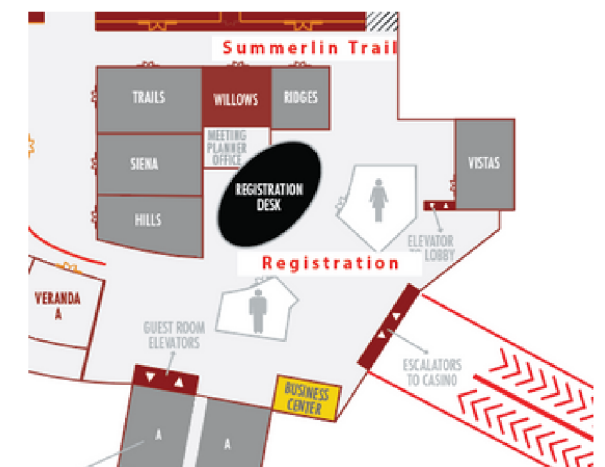 Summerlin Trail
TRAILS
WILLOWS
RIDGES
MEETING
PLANNER
OFFICE
SIENA
REGISTRATION
DESK
VISTAS
HILLS
ELEVATOR
TO LOBBY
Registration
VERANDA
A
GUEST ROOM
ELEVATORS
ESCALATORS
TO CASINO
BUSINESS
CENTER
A
A